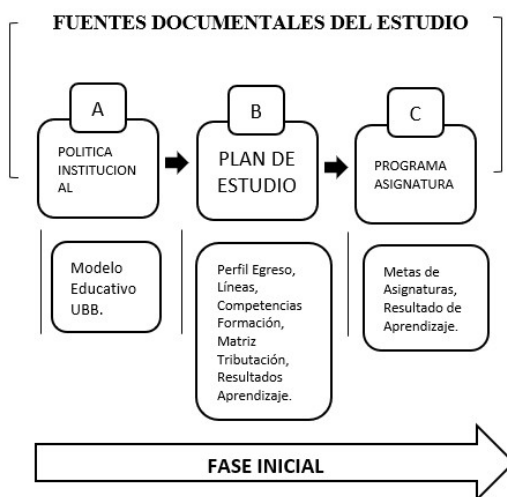 FUENTES DOCUMENTALES DEL ESTUDIO
A
POLITICA
INSTITUCION
AL
B
PLAN DE
ESTUDIO
C
PROGRAMA
ASIGNATURA
Modelo
Educativo
UBB.
Perfil Egreso,
Líneas,
Competencias
Formación,
Matriz
Tributación,
Resultados
Aprendizaje.
Metas de
Asignaturas,
Resultado de
Aprendizaje.
FASE INICIAL